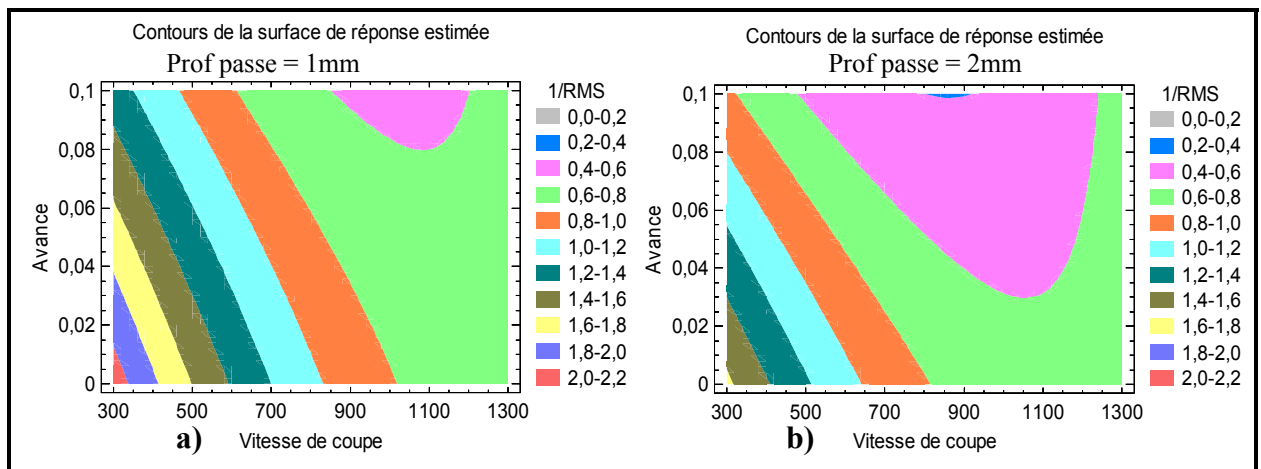 Contours de la surface de réponse estimée
Prof passe = 1mm
Avance
0,1
0,08
0,06
0,04
0,02
0
300 500 700 900 1100 1300
Vitesse de coupe
a)
1/RMS
0,0-0,2
0,2-0,4
0,4-0,6
0,6-0,8
0,8-1,0
1,0-1,2
1,2-1,4
1,4-1,6
1,6-1,8
1,8-2,0
2,0-2,2
Contours de la surface de réponse estimée
Prof passe = 2mm
Avance
0,1
0,08
0,06
0,04
0,02
0
300 500 700 900 1100 1300
Vitesse de coupe
b)
1/RMS
0,0-0,2
0,2-0,4
0,4-0,6
0,6-0,8
0,8-1,0
1,0-1,2
1,2-1,4
1,4-1,6
1,6-1,8
1,8-2,0
2,0-2,2